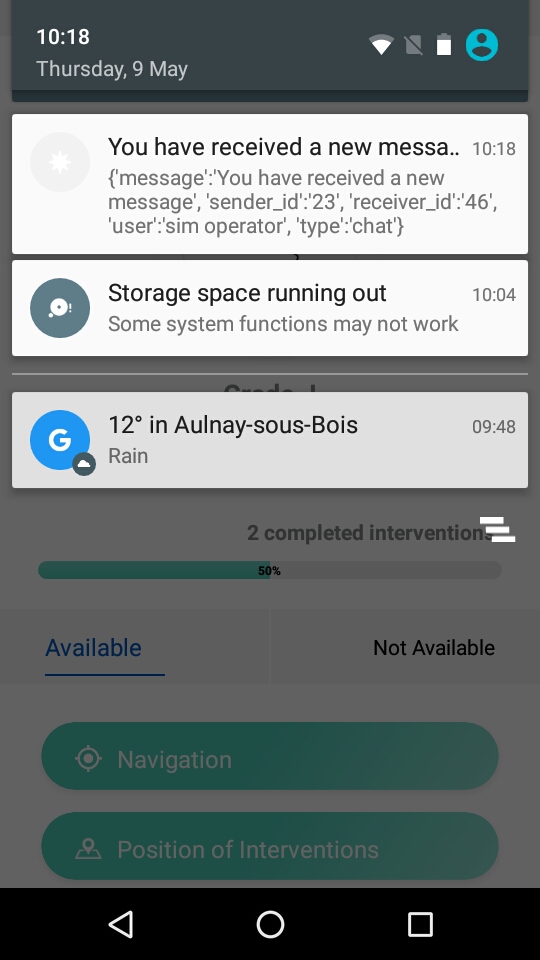 10:18
Thursday, 9 May
You have received a new messa.. 10:18
{'message':'You have received a new
message', 'sender_id':'23', 'receiver_id':'46',
'user':'sim operator', 'type':'chat'}
Storage space running out 10:04
Some system functions may not work
12° in Aulnay-sous-Bois 09:48
Rain
2 completed interventions
50%
Available Not Available
Navigation
Position of Interventions